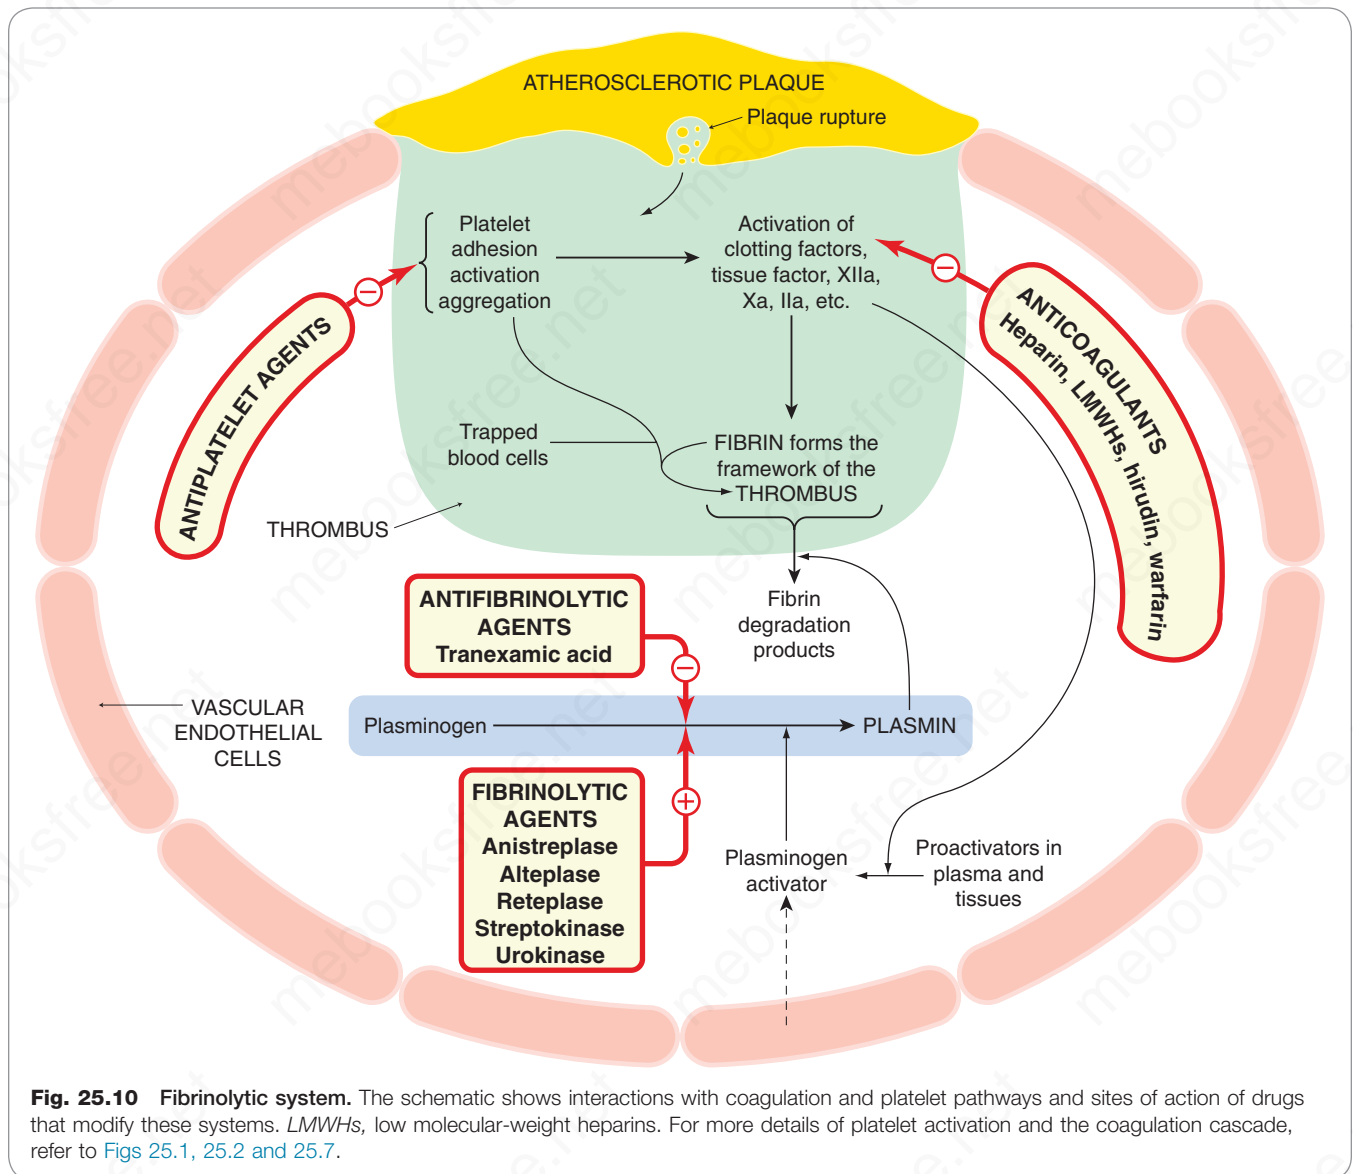 ATHEROSCLEROTIC PLAQUE
Plaque rupture
Platelet
adhesion
activation
aggregation
Activation of
clotting factors,
tissue factor, XIIa,
Xa, IIa, etc.
ANTIPLATELET AGENTS
ANTICOAGULANTS
Heparin, LMWHs, hirudin, warfarin
Trapped
blood cells
FIBRIN forms the
framework of the
THROMBUS
THROMBUS
ANTIFIBRINOLYTIC
AGENTS
Tranexamic acid
Fibrin
degradation
products
VASCULAR
ENDOTHELIAL
CELLS
Plasminogen
PLASMIN
FIBRINOLYTIC
AGENTS
Anistreplase
Alteplase
Reteplase
Streptokinase
Urokinase
Plasminogen
activator
Proactivators in
plasma and
tissues
Fig. 25.10 Fibrinolytic system. The schematic shows interactions with coagulation and platelet pathways and sites of action of drugs
that modify these systems. LMWHs, low molecular-weight heparins. For more details of platelet activation and the coagulation cascade,
refer to Figs 25.1, 25.2 and 25.7.
mebooksfree.net